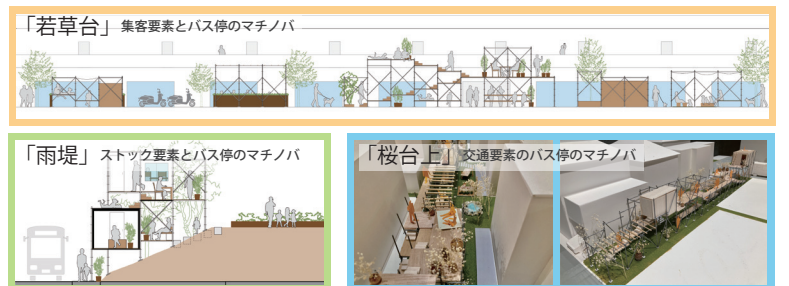 「若草台」集客要素とバス停のマチノバ
「雨堤」ストック要素とバス停のマチノバ
「桜台上」交通要素のバス停のマチノバ